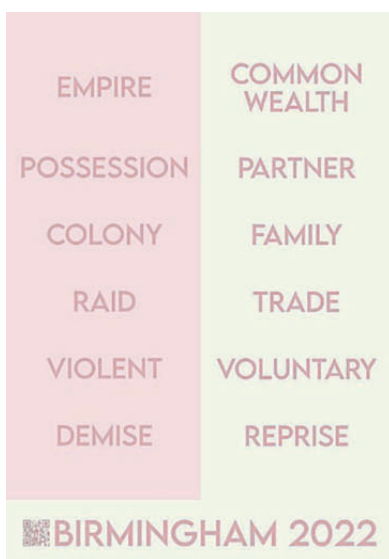 EMPIRE
POSSESSION
COLONY
RAID
VIOLENT
DEMISE
COMMON
WEALTH
PARTNER
FAMILY
TRADE
VOLUNTARY
REPRISE
BIRMINGHAM 2022